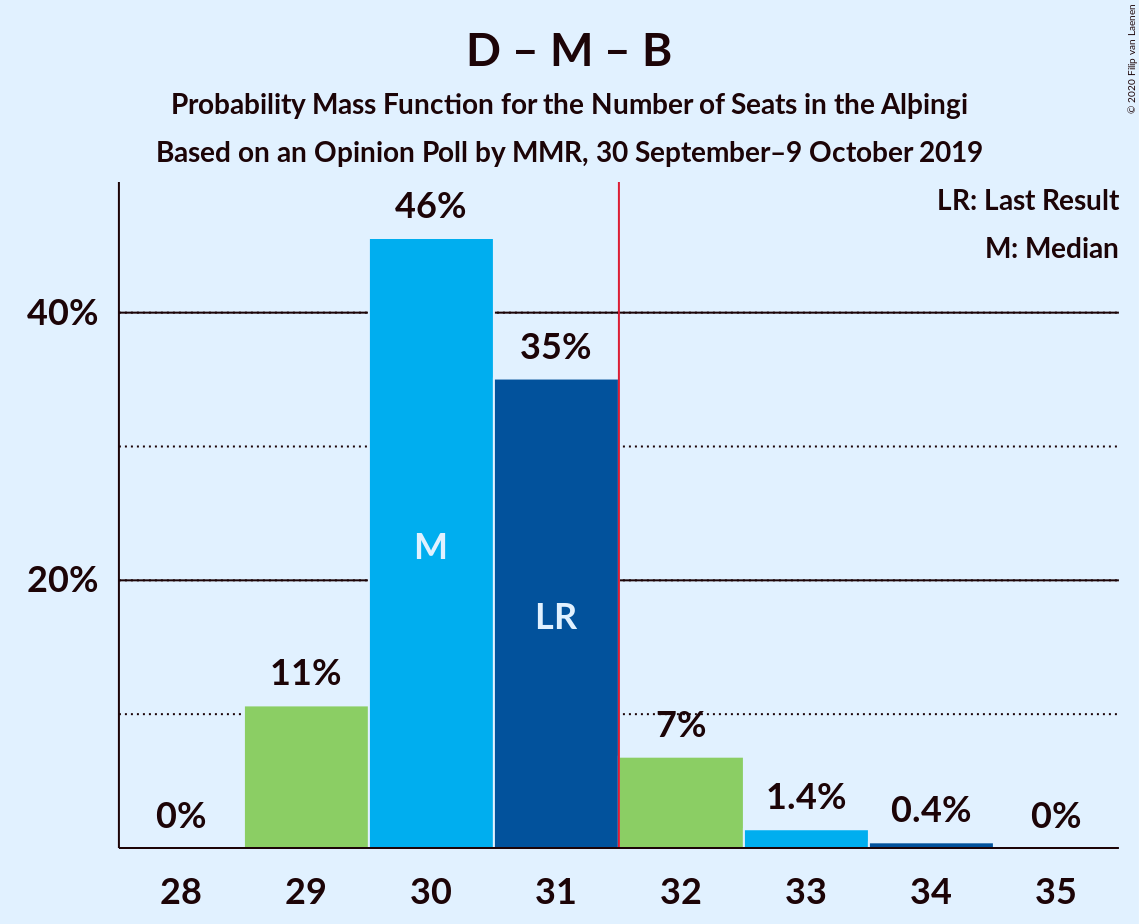 D – M – B
Probability Mass Function for the Number of Seats in the Alþingi
Based on an Opinion Poll by MMR, 30 September–9 October 2019
© 2020 Filip van Laenen
LR: Last Result
M: Median
40%
20%
0%
11%
46%
35%
7%
1.4%
0.4%
0%
M
LR
28 29 30 31 32 33 34 35